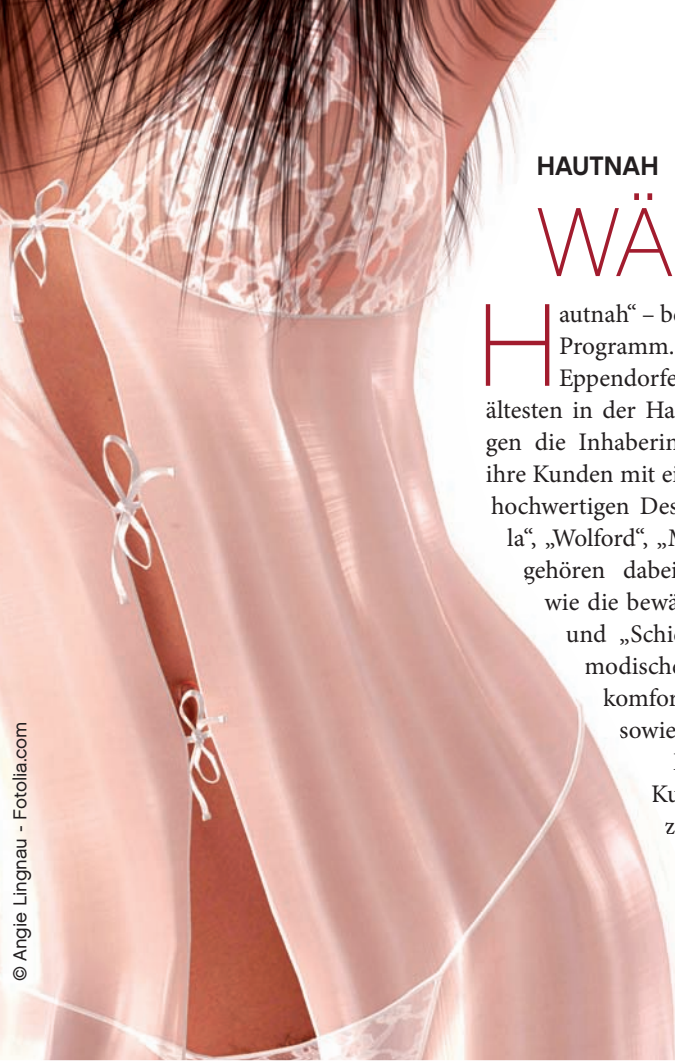 HAUTNAH
WÄ
Hautnah“ – be
Programm.
Eppendorfe
ältesten in der Ha
gen die Inhaberin
ihre Kunden mit ei
hochwertigen Des
la“, „Wolford“, „M
gehören dabei
wie die bewä
und „Schie
modische
komfor
sowie
Ku
z
© Angie Lingnau - Fotolia.com